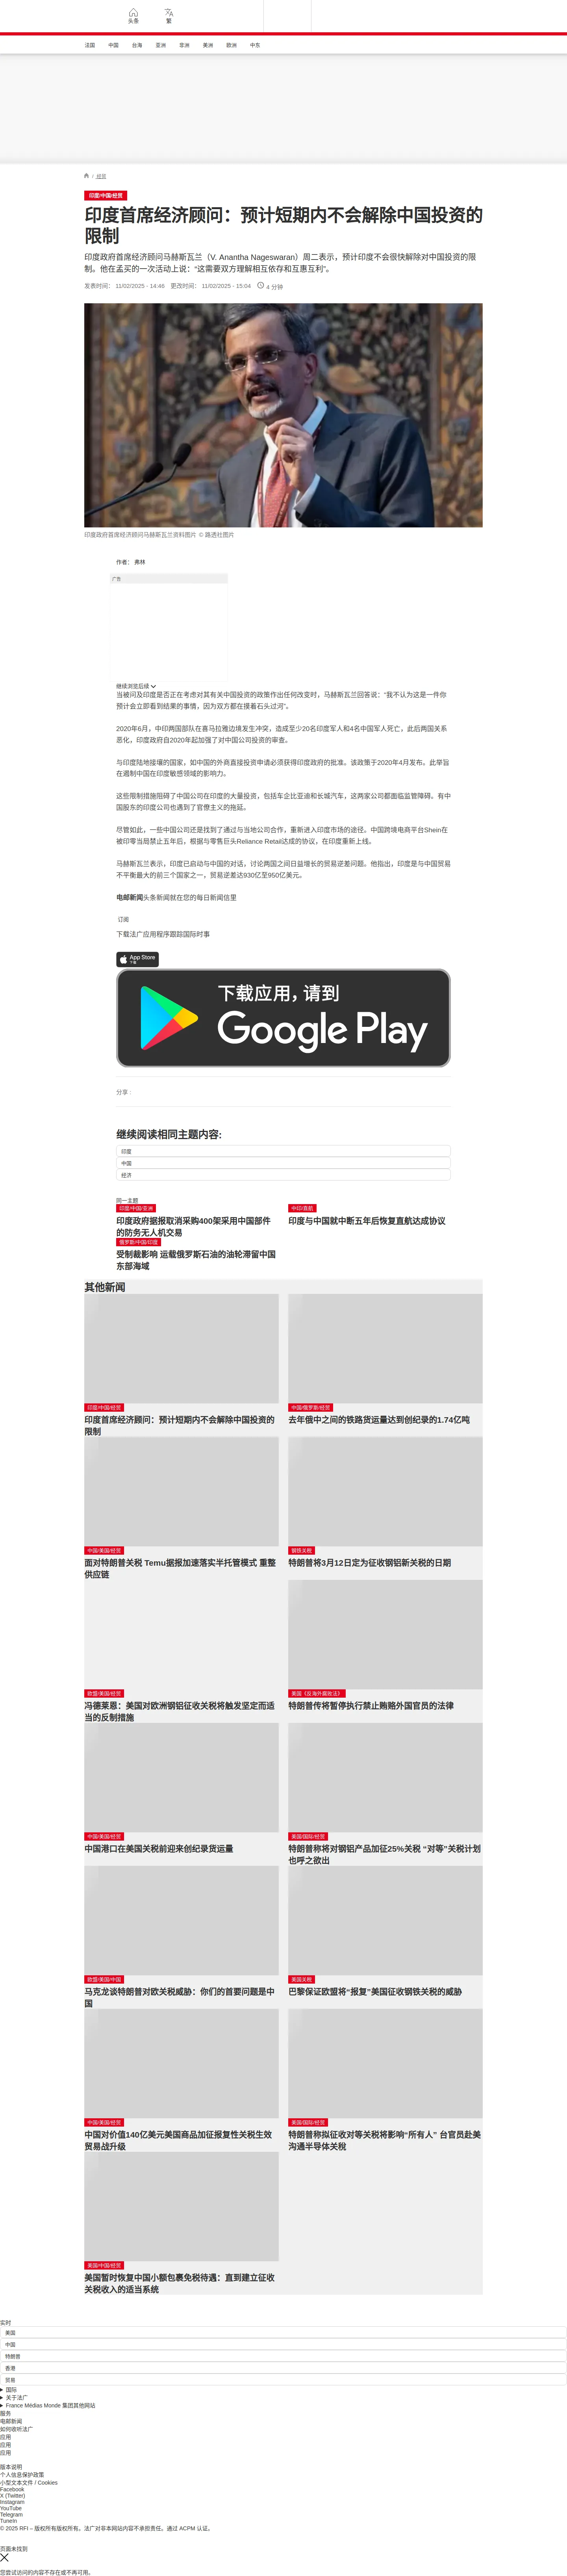 头条
繁
法国 中国 台海 亚洲 非洲 美洲 欧洲 中东
/ 经贸
印度/中国/经贸
印度首席经济顾问：预计短期内不会解除中国投资的
限制
印度政府首席经济顾问马赫斯瓦兰（V. Anantha Nageswaran）周二表示，预计印度不会很快解除对中国投资的限
制。他在孟买的一次活动上说：“这需要双方理解相互依存和互惠互利”。
发表时间： 11/02/2025 - 14:46 更改时间： 11/02/2025 - 15:04 4 分钟
印度政府首席经济顾问马赫斯瓦兰资料图片 © 路透社图片
作者： 弗林
广告
继续浏览后续
当被问及印度是否正在考虑对其有关中国投资的政策作出任何改变时，马赫斯瓦兰回答说：“我不认为这是一件你
预计会立即看到结果的事情，因为双方都在摸着石头过河”。
2020年6月，中印两国部队在喜马拉雅边境发生冲突，造成至少20名印度军人和4名中国军人死亡，此后两国关系
恶化，印度政府自2020年起加强了对中国公司投资的审查。
与印度陆地接壤的国家，如中国的外商直接投资申请必须获得印度政府的批准。该政策于2020年4月发布。此举旨
在遏制中国在印度敏感领域的影响力。
这些限制措施阻碍了中国公司在印度的大量投资，包括车企比亚迪和长城汽车，这两家公司都面临监管障碍。有中
国股东的印度公司也遇到了官僚主义的拖延。
尽管如此，一些中国公司还是找到了通过与当地公司合作，重新进入印度市场的途径。中国跨境电商平台Shein在
被印零当局禁止五年后，根据与零售巨头Reliance Retail达成的协议，在印度重新上线。
马赫斯瓦兰表示，印度已启动与中国的对话，讨论两国之间日益增长的贸易逆差问题。他指出，印度是与中国贸易
不平衡最大的前三个国家之一，贸易逆差达930亿至950亿美元。
电邮新闻头条新闻就在您的每日新闻信里
订阅
下载法广应用程序跟踪国际时事
App Store
下载
下载应用，请到
Google Play
分享 :
继续阅读相同主题内容:
印度
中国
经济
同一主题
印度/中国/亚洲
印度政府据报取消采购400架采用中国部件
的防务无人机交易
中印/直航
印度与中国就中断五年后恢复直航达成协议
俄罗斯/中国/印度
受制裁影响 运载俄罗斯石油的油轮滞留中国
东部海域
其他新闻
印度/中国/经贸
印度首席经济顾问：预计短期内不会解除中国投资的
限制
中国/俄罗斯/经贸
去年俄中之间的铁路货运量达到创纪录的1.74亿吨
中国/美国/经贸
面对特朗普关税 Temu据报加速落实半托管模式 重整
供应链
钢铁关税
特朗普将3月12日定为征收钢铝新关税的日期
欧盟/美国/经贸
冯德莱恩：美国对欧洲钢铝征收关税将触发坚定而适
当的反制措施
美国《反海外腐败法》
特朗普传将暂停执行禁止贿赂外国官员的法律
中国/美国/经贸
中国港口在美国关税前迎来创纪录货运量
美国/国际/经贸
特朗普称将对钢铝产品加征25%关税 “对等”关税计划
也呼之欲出
欧盟/美国/中国
马克龙谈特朗普对欧关税威胁：你们的首要问题是中
国
美国关税
巴黎保证欧盟将“报复”美国征收钢铁关税的威胁
中国/美国/经贸
中国对价值140亿美元美国商品加征报复性关税生效
贸易战升级
美国/国际/经贸
特朗普称拟征收对等关税将影响“所有人” 台官员赴美
沟通半导体关税
美国/中国/经贸
美国暂时恢复中国小额包裹免税待遇：直到建立征收
关税收入的适当系统
实时
美国
中国
特朗普
香港
贸易
国际
关于法广
France Médias Monde 集团其他网站
服务
电邮新闻
如何收听法广
应用
应用
应用
版本说明
个人信息保护政策
小型文本文件 / Cookies
Facebook
X (Twitter)
Instagram
YouTube
Telegram
TuneIn
© 2025 RFI – 版权所有版权所有。法广对非本网站内容不承担责任。通过 ACPM 认证。
页面未找到
您尝试访问的内容不存在或不再可用。